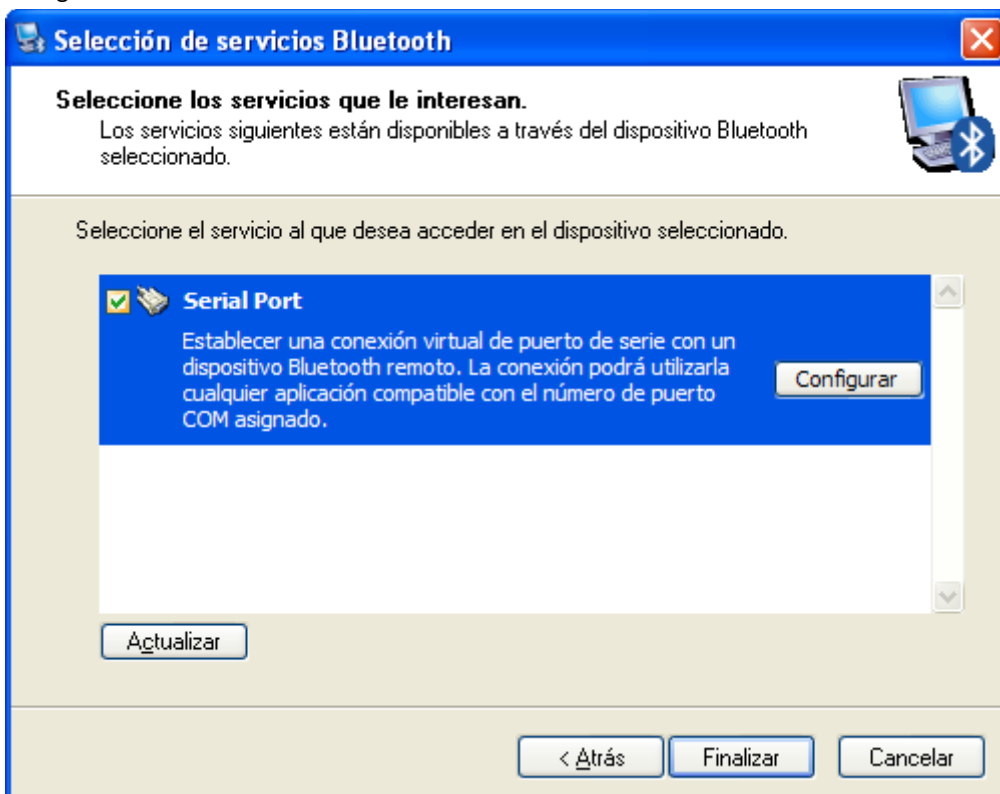 Selección de servicios Bluetooth
Seleccione los servicios que le interesan.
Los servicios siguientes están disponibles a través del dispositivo Bluetooth
seleccionado.
Seleccione el servicio al que desea acceder en el dispositivo seleccionado.
Serial Port
Establecer una conexión virtual de puerto de serie con un
dispositivo Bluetooth remoto. La conexión podrá utilizarla
cualquier aplicación compatible con el número de puerto
COM asignado.
Configurar
Actualizar
< Atrás
Finalizar
Cancelar